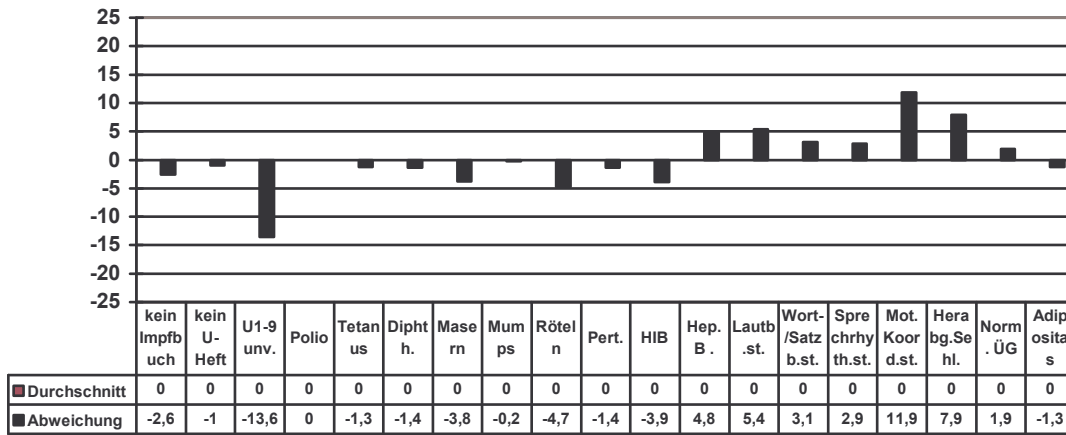 25
20
15
10
5
0
-5
-10
-15
-20
-25
kein Impfb uch
kein U- Heft
U1-9 unv.
Polio
Tetan us
Dipht h.
Mase rn
Mum ps
Rötel n
Pert.
HIB
Hep. B .
Lautb .st.
Wort- /Satz b.st.
Spre chrhy th.st.
Mot. Koor d.st.
Hera bg.Se hl.
Norm . ÜG
Adip osita s
Durchschnitt 0 0 0 0 0 0 0 0 0 0 0 0 0 0 0 0 0 0 0
Abweichung -2,6 -1 -13,6 0 -1,3 -1,4 -3,8 -0,2 -4,7 -1,4 -3,9 4,8 5,4 3,1 2,9 11,9 7,9 1,9 -1,3